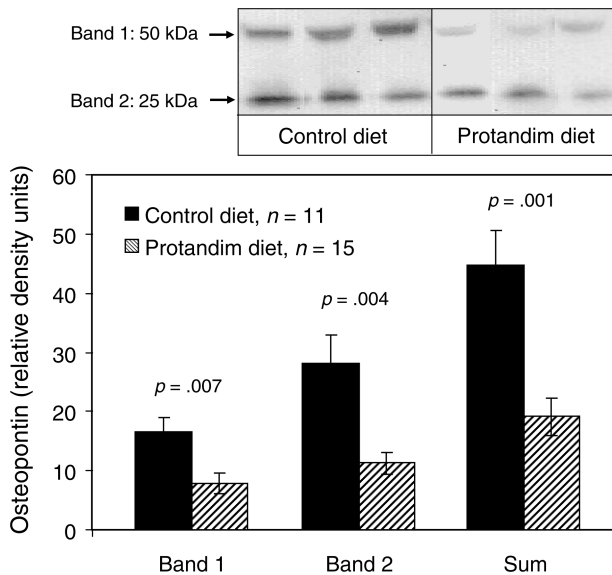 Band 1: 50 kDa
Band 2: 25 kDa
Control diet Protandim diet
Osteopontin (relative density units)
60
50
40
30
20
10
0
Control diet, n = 11
Protandim diet, n = 15
p = .007
p = .004
p = .001
Band 1 Band 2 Sum